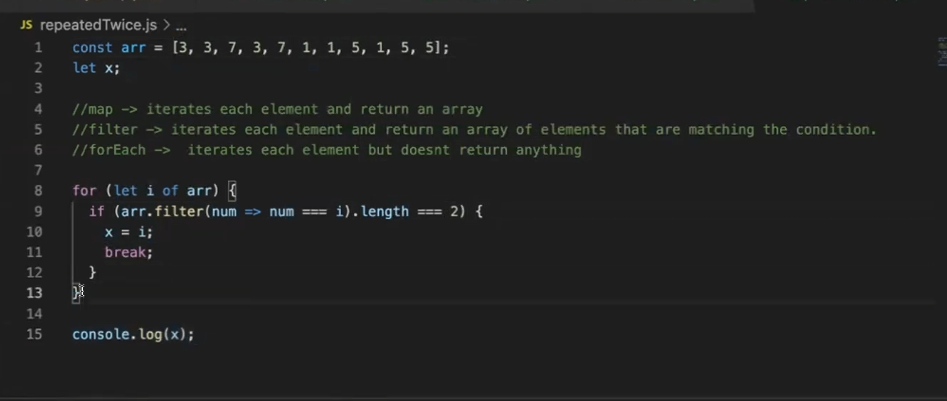 JS repeatedTwice.js > ...
1 const arr = [3, 3, 7, 3, 7, 1, 1, 5, 1, 5, 5];
2 let x;
3
4 //map -> iterates each element and return an array
5 //filter -> iterates each element and return an array of elements that are matching the condition.
6 //forEach ->  iterates each element but doesnt return anything
7
8 for (let i of arr) {
9   if (arr.filter(num => num === i).length === 2) {
10     x = i;
11     break;
12   }
13 }
14
15 console.log(x);